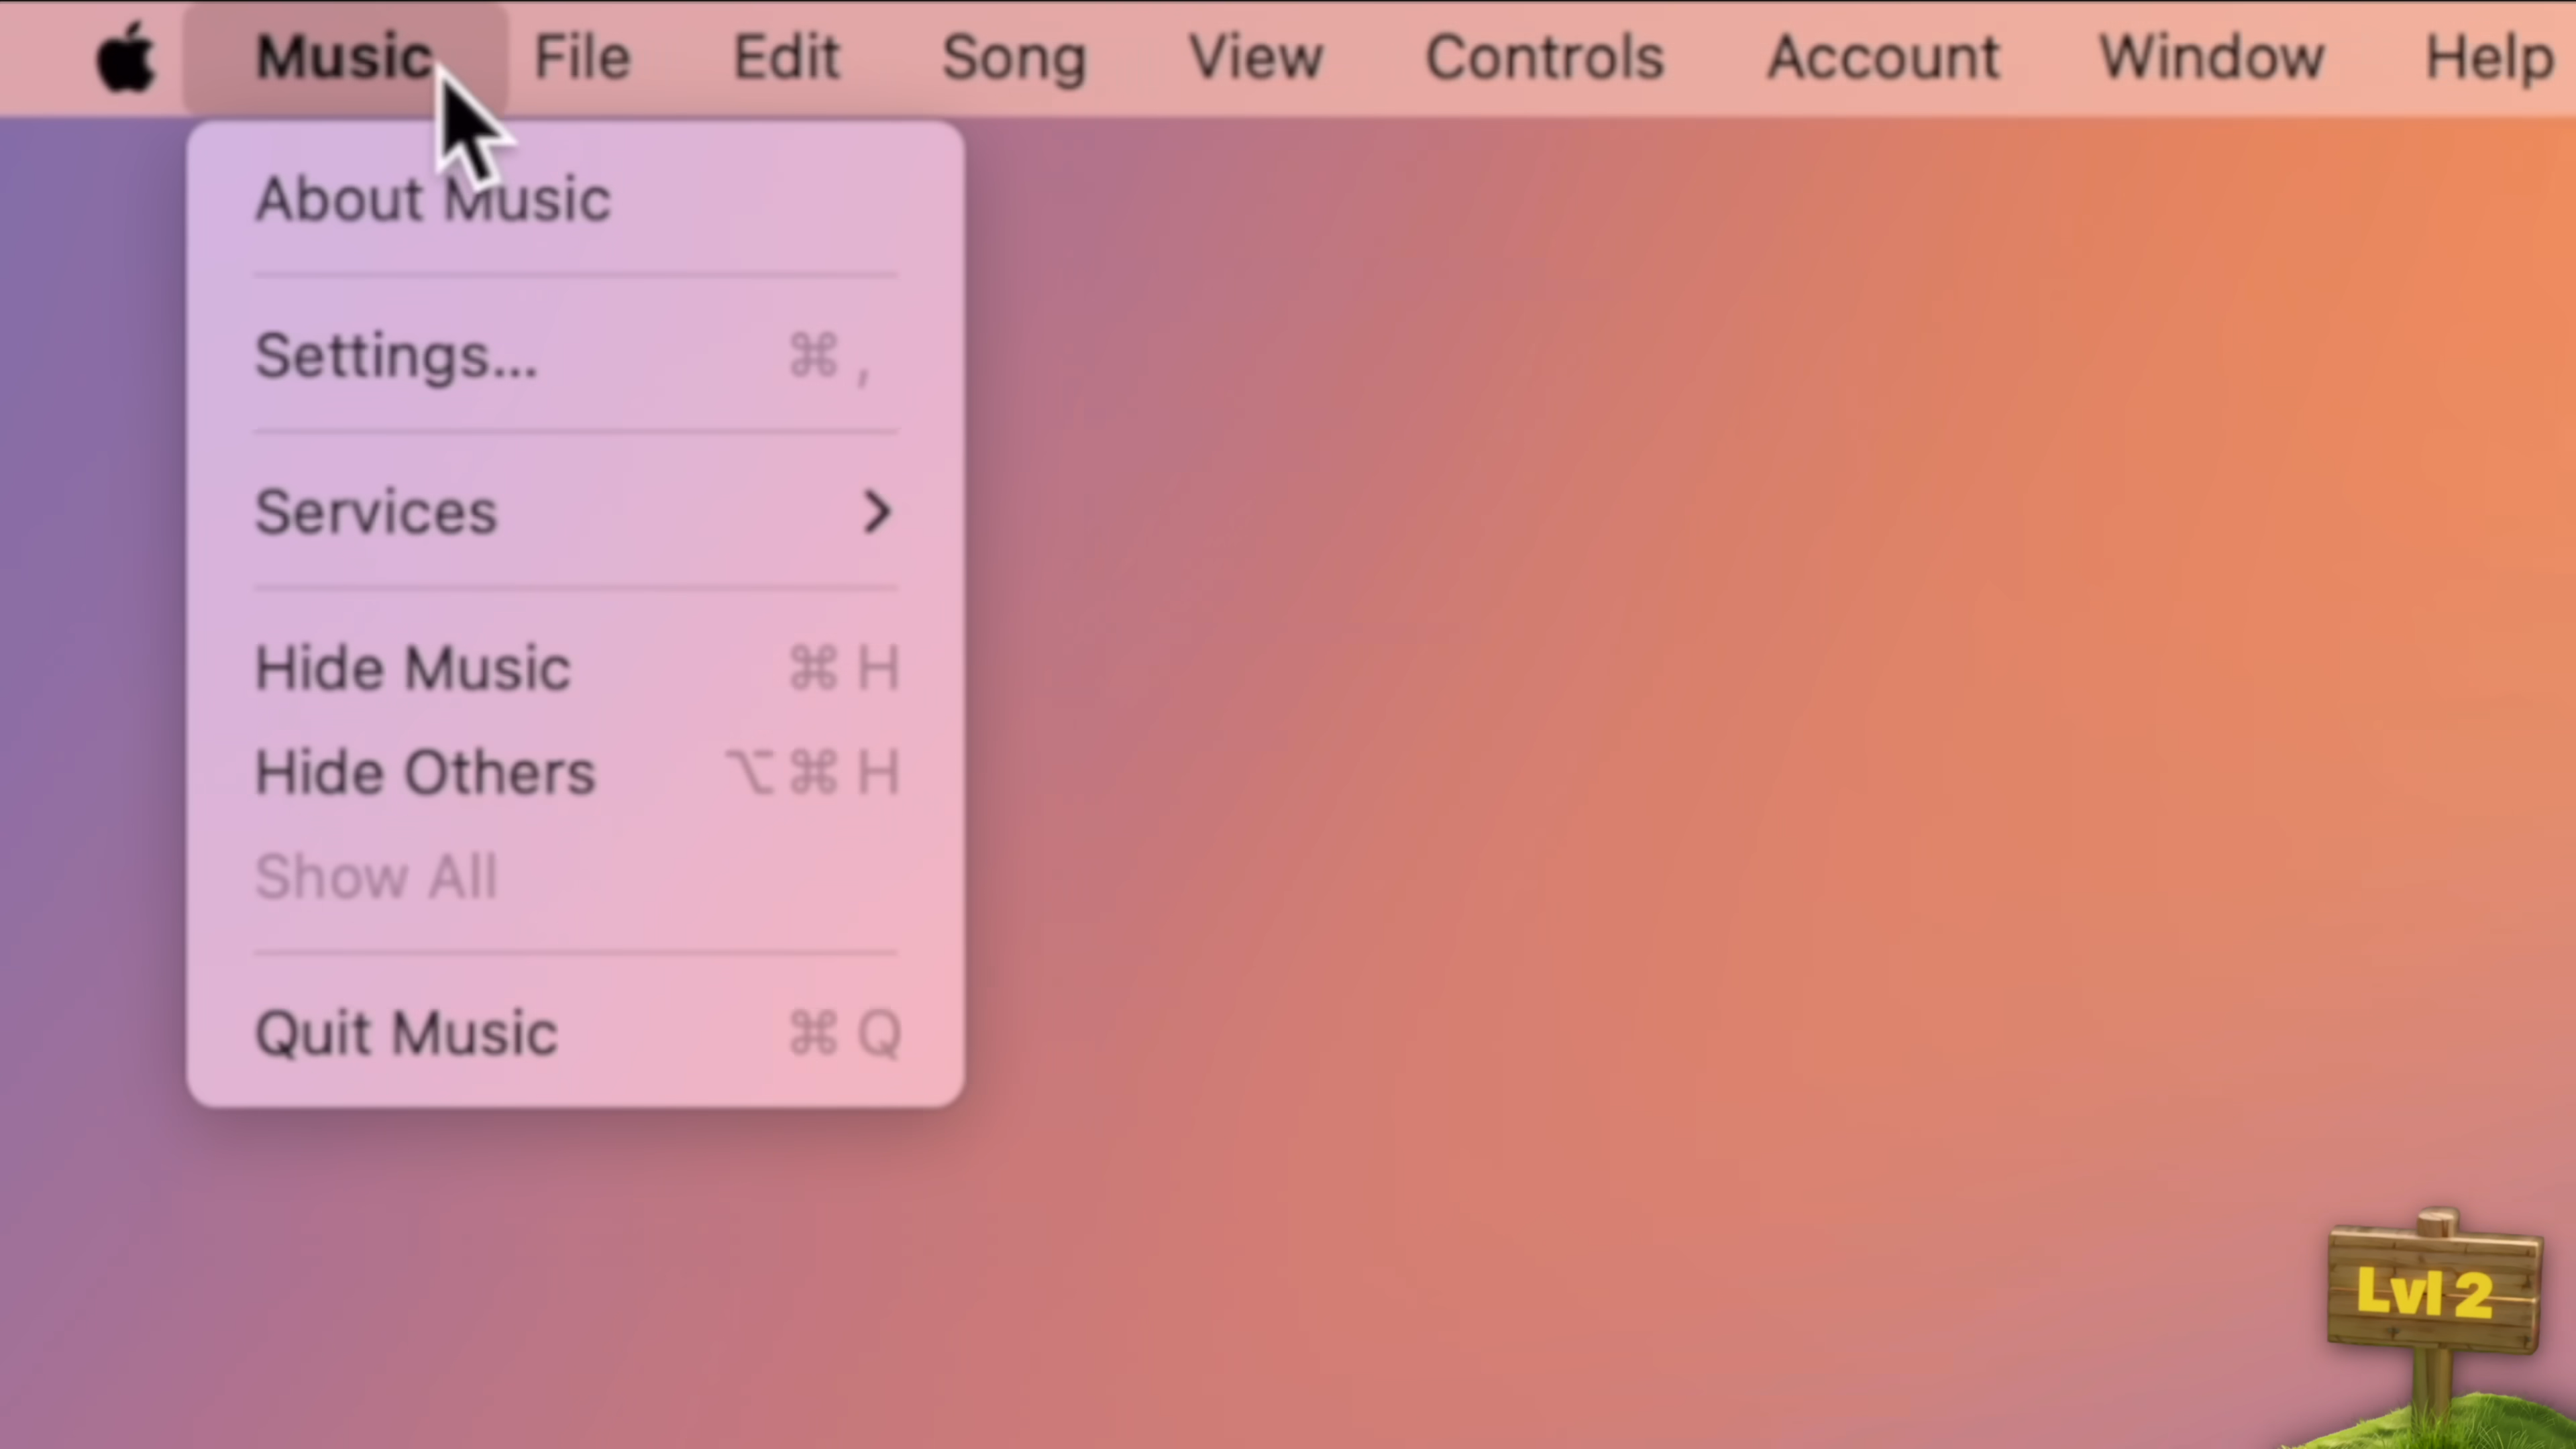 Music File Edit Song View Controls Account Window Help
About Music
Settings... ⌘ ,
Services
Hide Music ⌘ H
Hide Others ⌥ ⌘ H
Show All
Quit Music ⌘ Q
Lvl 2